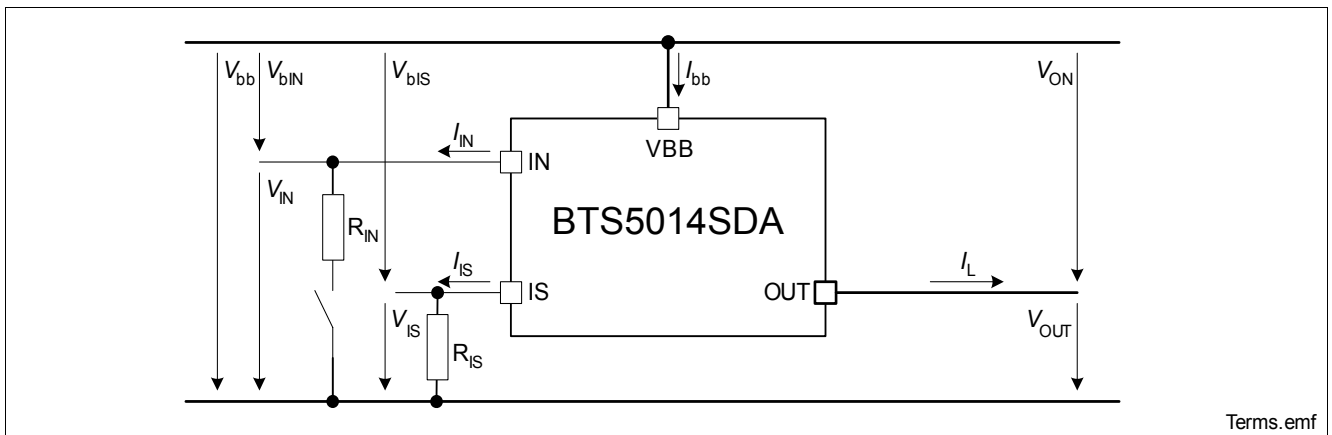 Vbb
VbIN
VbIS
Ibb
VON
IIN
VBB
IN
VIN
BTS5014SDA
RIN
IIS
IL
IS
OUT
VIS
VOUT
RIS
Terms.emf